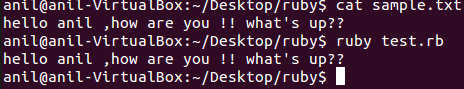 anil@anil-VirtualBox:~/Desktop/ruby$ cat sample.txt
hello anil ,how are you !! what's up??
anil@anil-VirtualBox:~/Desktop/ruby$ ruby test.rb
hello anil ,how are you !! what's up??
anil@anil-VirtualBox:~/Desktop/ruby$